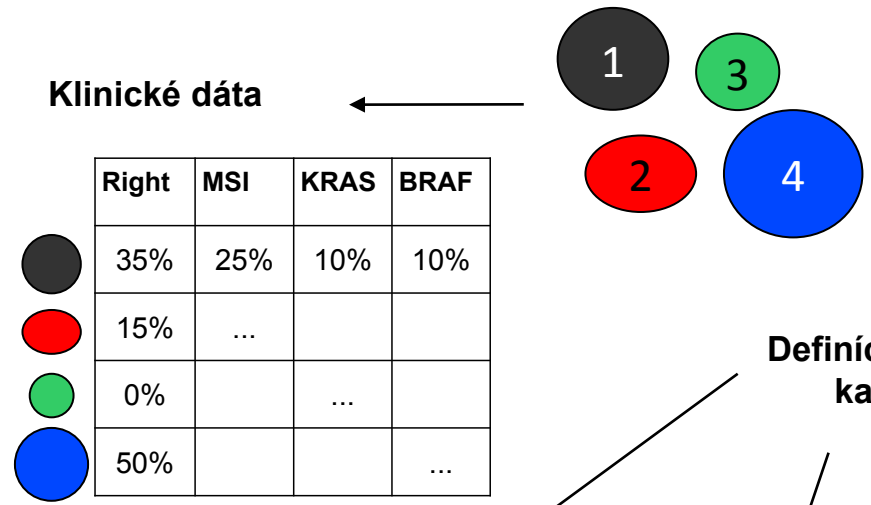 1
3
Klinické dáta
2
4
Right MSI KRAS BRAF
35% 25% 10% 10%
15% ...
0% ...
50% ...